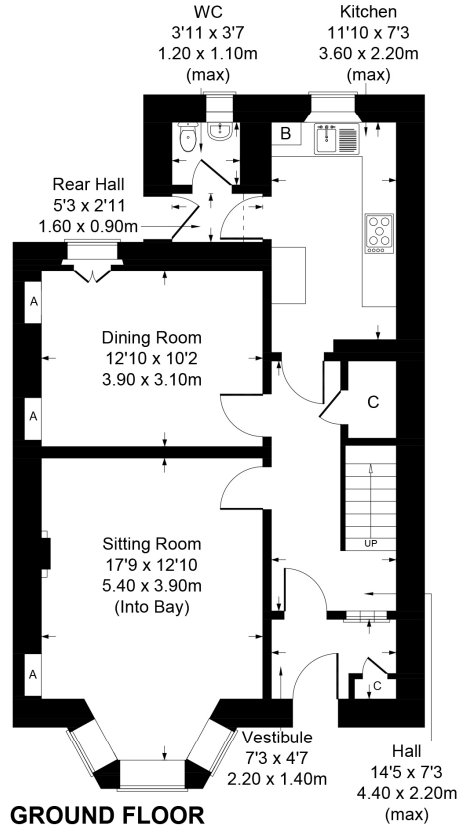 WC
3'11 x 3'7
1.20 x 1.10m
(max)
Kitchen
11'10 x 7'3
3.60 x 2.20m
(max)
B
Rear Hall
5'3 x 2'11
1.60 x 0.90m
A
Dining Room
12'10 x 10'2
3.90 x 3.10m
A
C
UP
Sitting Room
17'9 x 12'10
5.40 x 3.90m
(Into Bay)
A
C
Vestibule
7'3 x 4'7
2.20 x 1.40m
Hall
14'5 x 7'3
4.40 x 2.20m
(max)
GROUND FLOOR